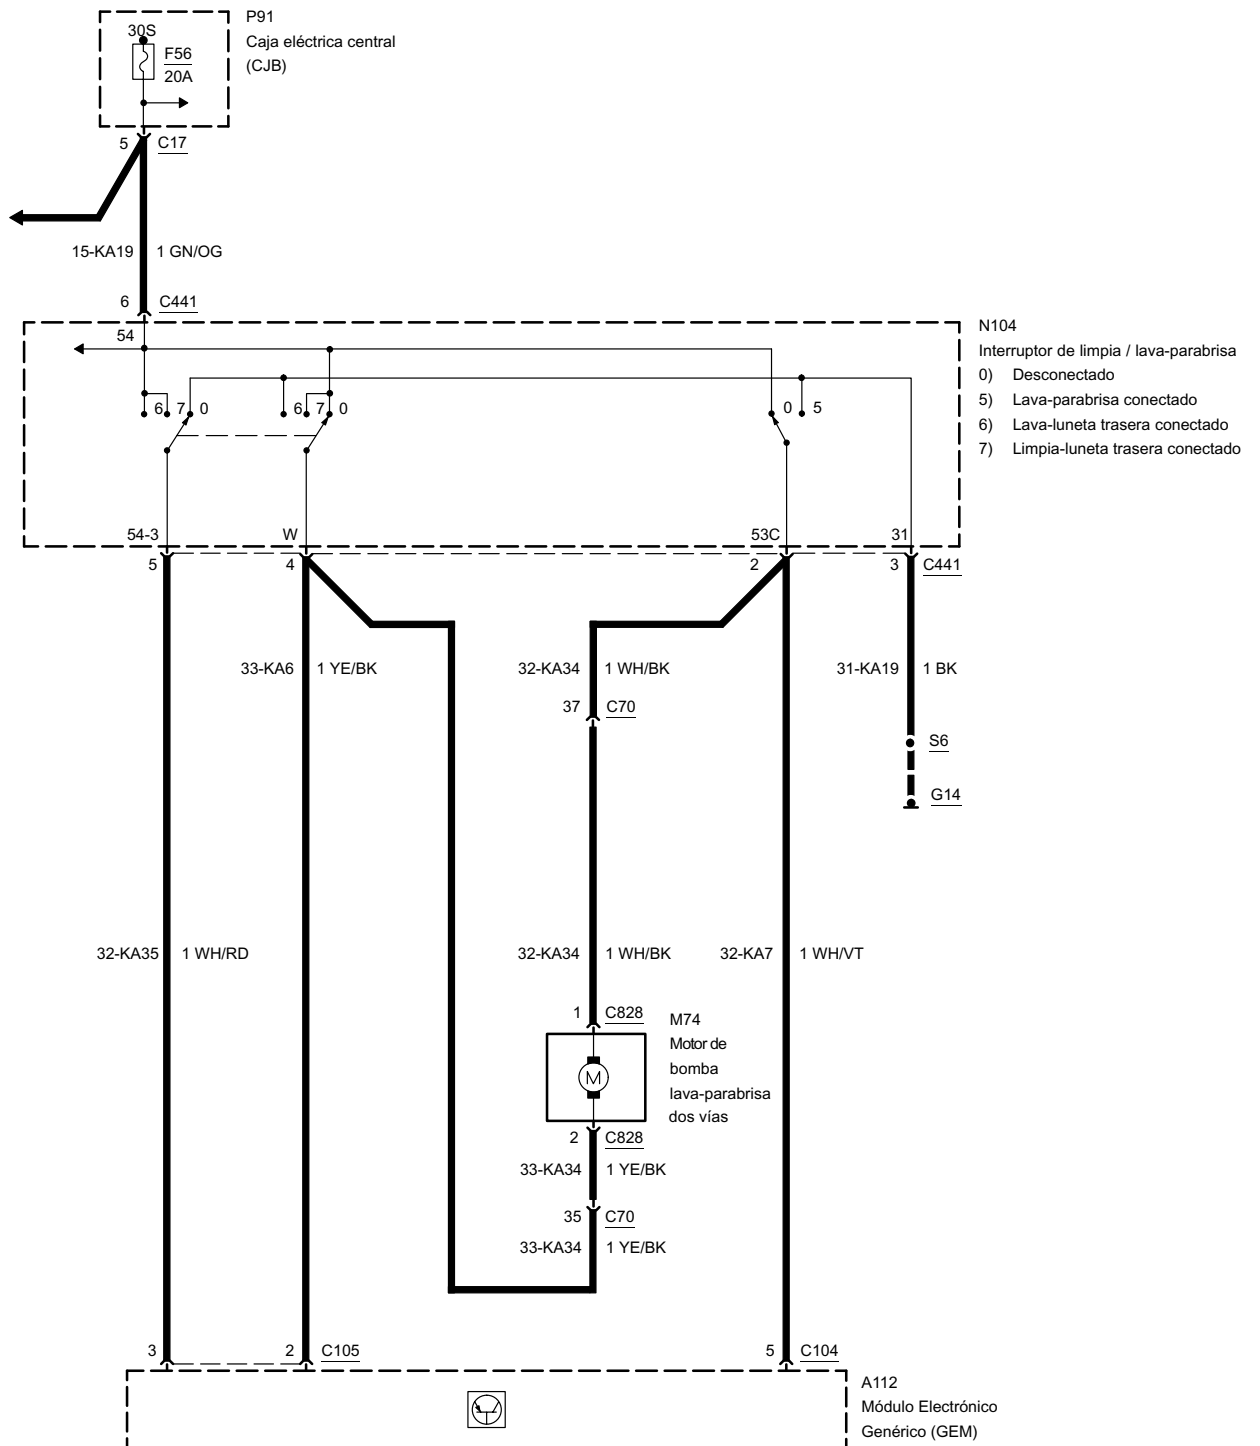 P91
Caja eléctrica central
(CJB)
30S
F56
20A
5 C17
15-KA19 1 GN/OG
6 C441
54
6 7 0
6 7 0
0 5
N104
Interruptor de limpia / lava-parabrisa
0) Desconectado
5) Lava-parabrisa conectado
6) Lava-luneta trasera conectado
7) Limpia-luneta trasera conectado
54-3 W 53C 31
5 4 2 3 C441
33-KA6 1 YE/BK 32-KA34 1 WH/BK 31-KA19 1 BK
37 C70
S6
G14
32-KA35 1 WH/RD 32-KA34 1 WH/BK 32-KA7 1 WH/VT
1 C828
M74
Motor de
bomba
lava-parabrisa
dos vías
M
2 C828
33-KA34 1 YE/BK
35 C70
33-KA34 1 YE/BK
3 2 C105 5 C104
A112
Módulo Electrónico
Genérico (GEM)